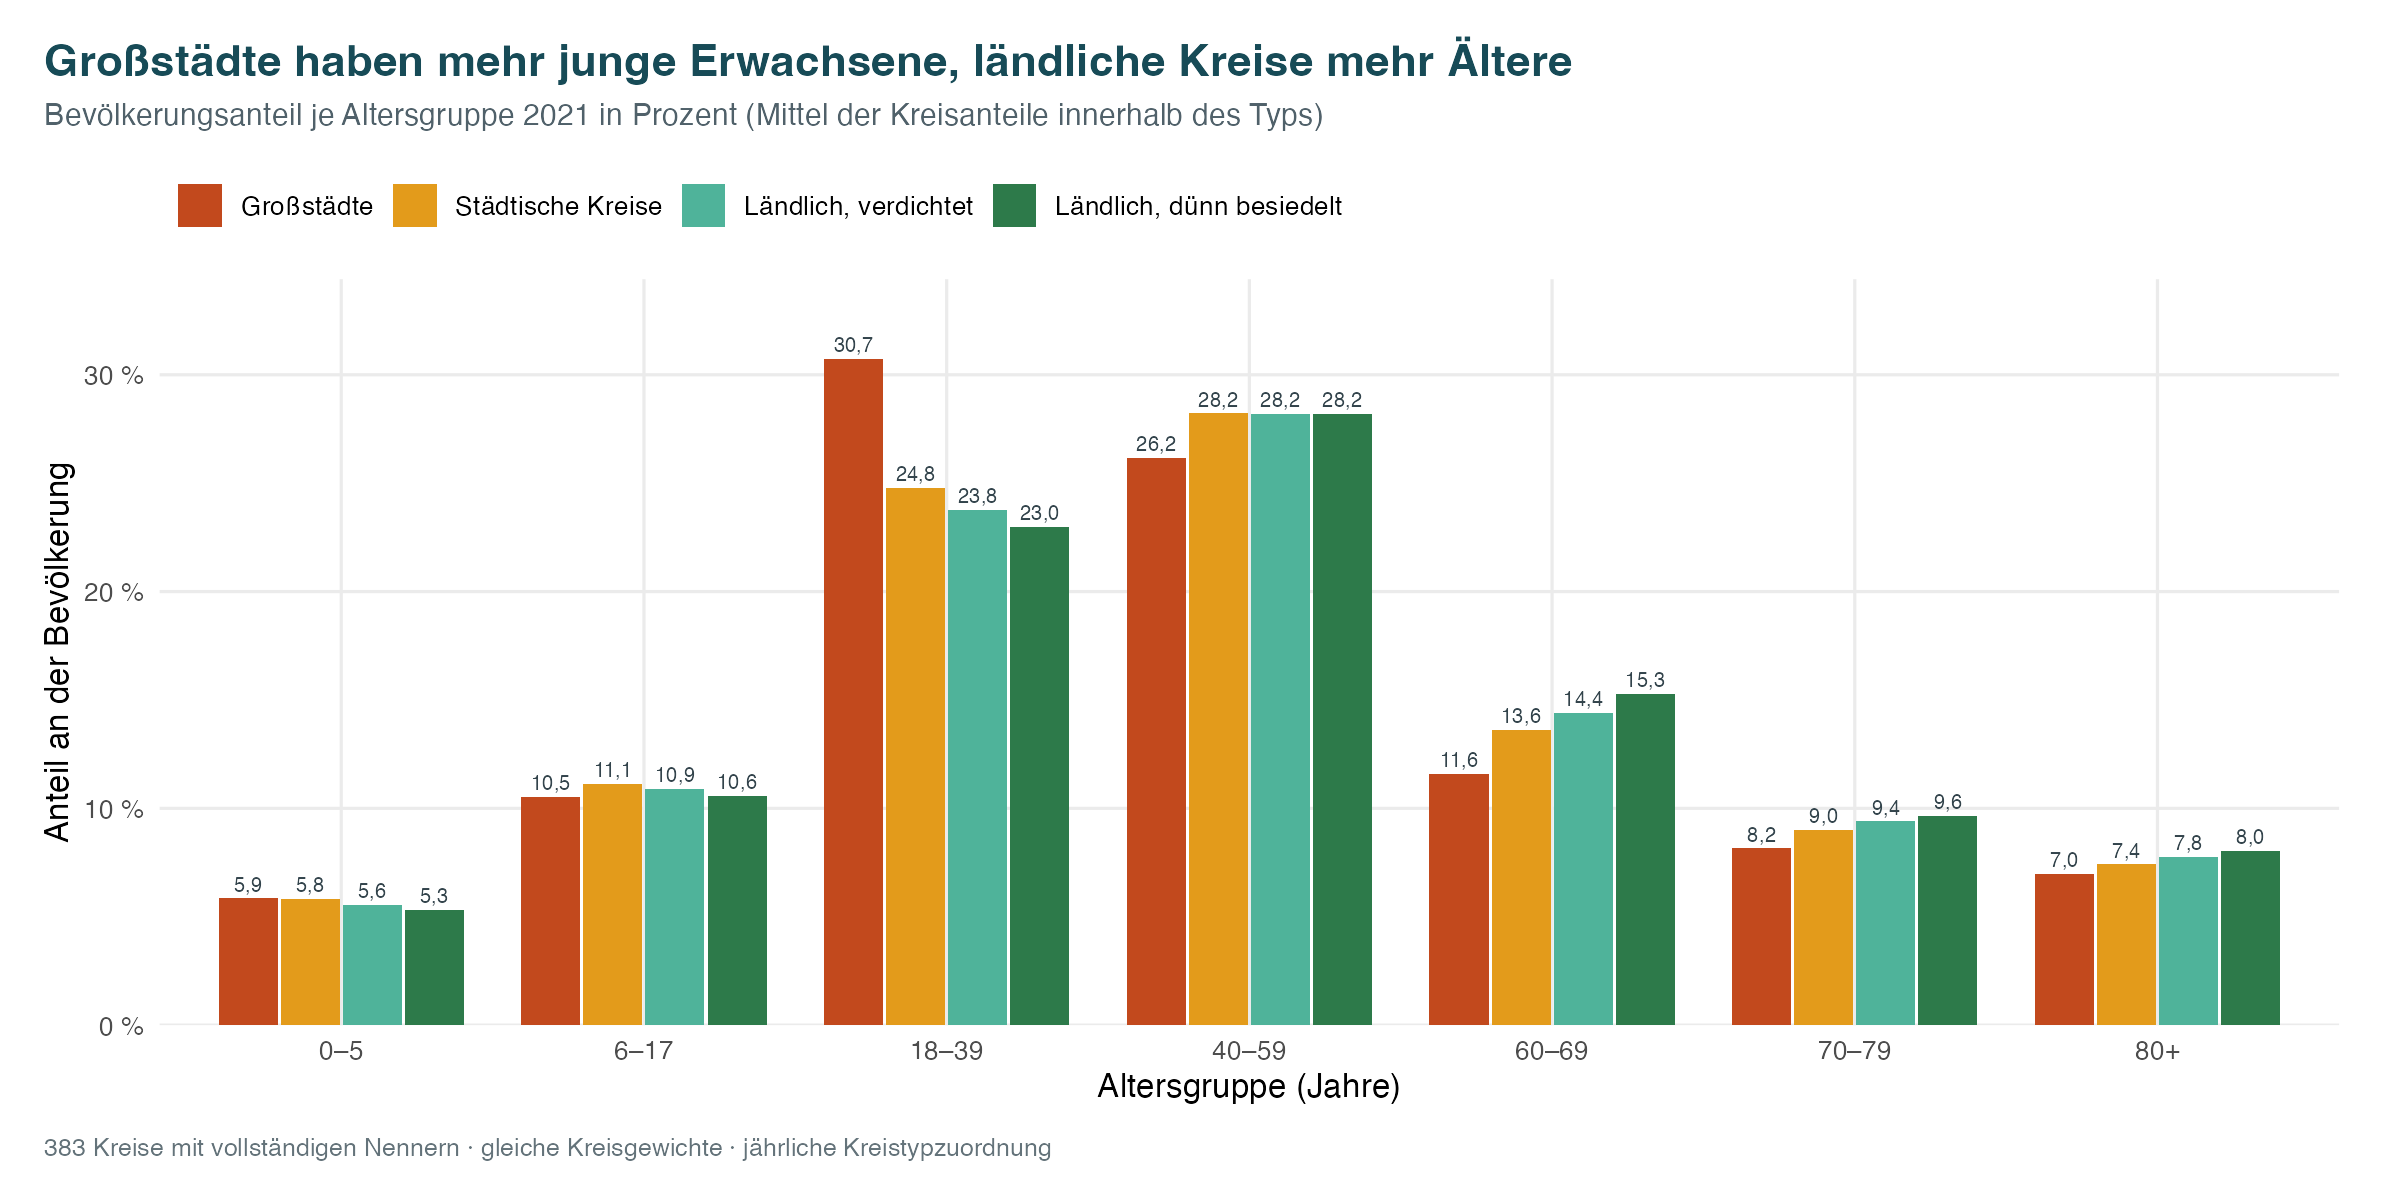 Großstädte haben mehr junge Erwachsene, ländliche Kreise mehr Ältere
Bevölkerungsanteil je Altersgruppe 2021 in Prozent (Mittel der Kreisanteile innerhalb des Typs)
Großstädte Städtische Kreise Ländlich, verdichtet Ländlich, dünn besiedelt
Anteil an der Bevölkerung
30 %
20 %
10 %
0 %
5,9 5,8 5,6 5,3
10,5 11,1 10,9 10,6
30,7 24,8 23,8 23,0
26,2 28,2 28,2 28,2
11,6 13,6 14,4 15,3
8,2 9,0 9,4 9,6
7,0 7,4 7,8 8,0
0–5 6–17 18–39 40–59 60–69 70–79 80+
Altersgruppe (Jahre)
383 Kreise mit vollständigen Nennern · gleiche Kreisgewichte · jährliche Kreistypzuordnung